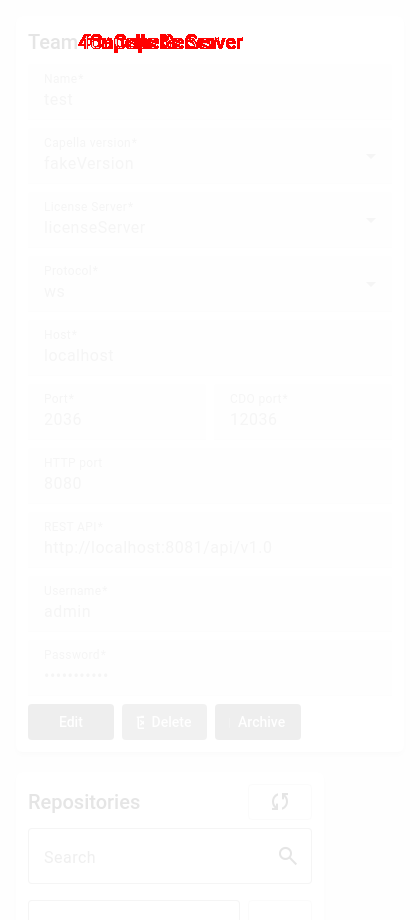 Team
Name*
test
Capella version*
fakeVersion
License Server*
licenseServer
Protocol*
ws
Host*
localhost
Port*
CDO port*
2036
12036
HTTP port
8080
REST API*
http://localhost:8081/api/v1.0
Username*
admin
Password*
Edit
Delete
Archive
Repositories
Search